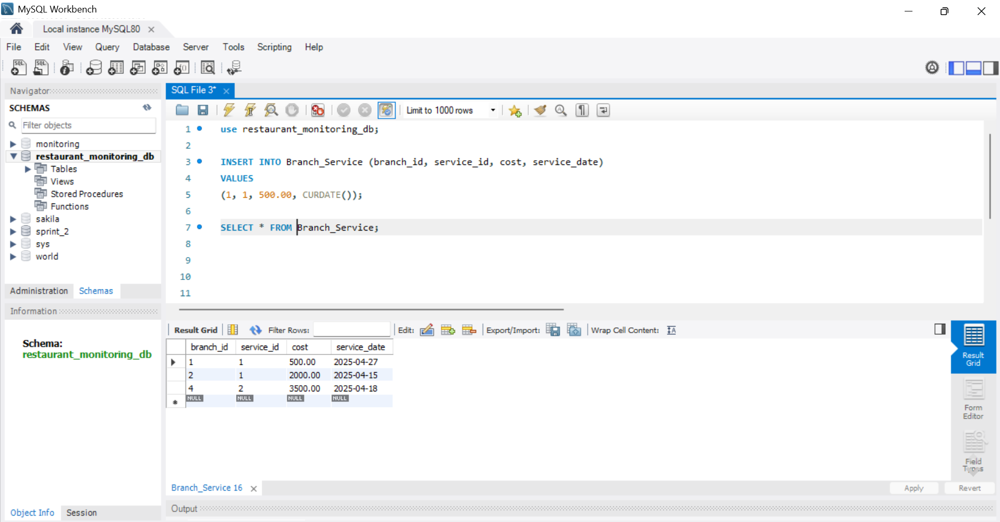 MySQL Workbench
Local instance MySQL80
File Edit View Query Database Server Tools Scripting Help
Navigator
SCHEMAS
Filter objects
monitoring
restaurant_monitoring_db
Tables
Views
Stored Procedures
Functions
sakila
sprint_2
sys
world
Administration Schemas
Information
Schema:
restaurant_monitoring_db
Object Info Session
SQL File 3*
Limit to 1000 rows
1 use restaurant_monitoring_db;
2
3 INSERT INTO Branch_Service (branch_id, service_id, cost, service_date)
4 VALUES
5 (1, 1, 500.00, CURDATE());
6
7 SELECT * FROM Branch_Service;
8
9
10
11
Result Grid Filter Rows: Edit: Export/Import: Wrap Cell Content:
branch_id service_id cost service_date
1 1 500.00 2025-04-27
2 1 2000.00 2025-04-15
4 2 3500.00 2025-04-18
NULL NULL NULL NULL
Result
Grid
Form
Editor
Field
Types
Branch_Service 16
Apply Revert
Output